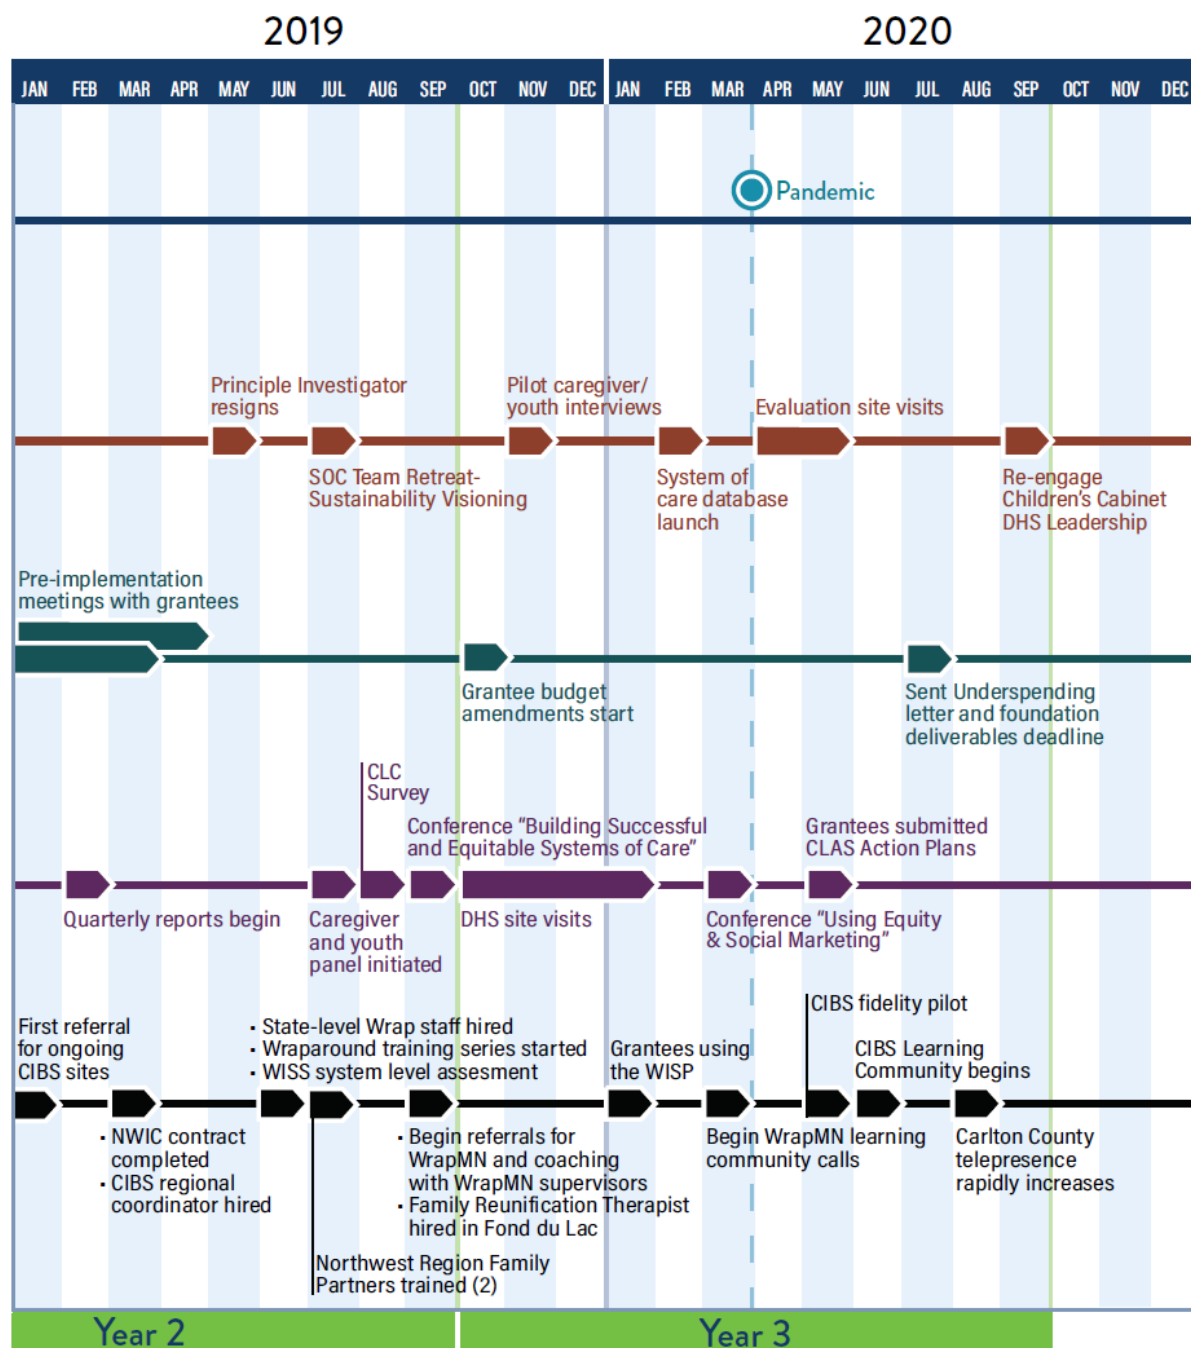 2019
2020
JAN FEB MAR APR MAY JUN JUL AUG SEP OCT NOV DEC JAN FEB MAR APR MAY JUN JUL AUG SEP OCT NOV DEC
Pandemic
Principle Investigator
resigns
Pilot caregiver/
youth interviews
Evaluation site visits
SOC Team Retreat-
Sustainability Visioning
System of
care database
launch
Re-engage
Children's Cabinet
DHS Leadership
Pre-implementation
meetings with grantees
Grantee budget
amendments start
Sent Underspending
letter and foundation
deliverables deadline
CLC
Survey
Conference “Building Successful
and Equitable Systems of Care”
Grantees submitted
CLAS Action Plans
Quarterly reports begin
Caregiver
and youth
panel initiated
DHS site visits
Conference “Using Equity
& Social Marketing”
First referral
for ongoing
CIBS sites
• State-level Wrap staff hired
• Wraparound training series started
• WISS system level assesment
Grantees using
the WISP
CIBS fidelity pilot
CIBS Learning
Community begins
• NWIC contract
completed
• CIBS regional
coordinator hired
• Begin referrals for
WrapMN and coaching
with WrapMN supervisors
• Family Reunification Therapist
hired in Fond du Lac
Begin WrapMN learning
community calls
Carlton County
telepresence
rapidly increases
Northwest Region Family
Partners trained (2)
Year 2
Year 3